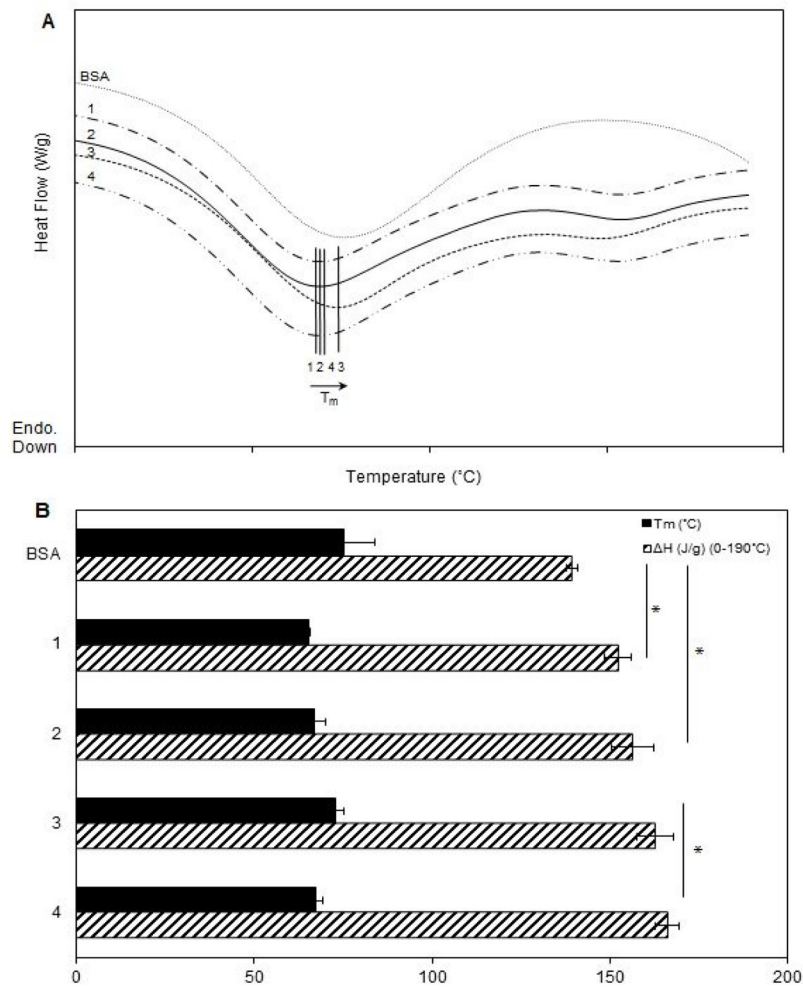 A
BSA
1
2
3
4
Heat Flow (W/g)
1 2 4 3
Tm
Endo.
Down
Temperature (°C)
B
Tm (°C)
ΔH (J/g) (0-190°C)
BSA
*
1
*
2
3
*
4
0 50 100 150 200